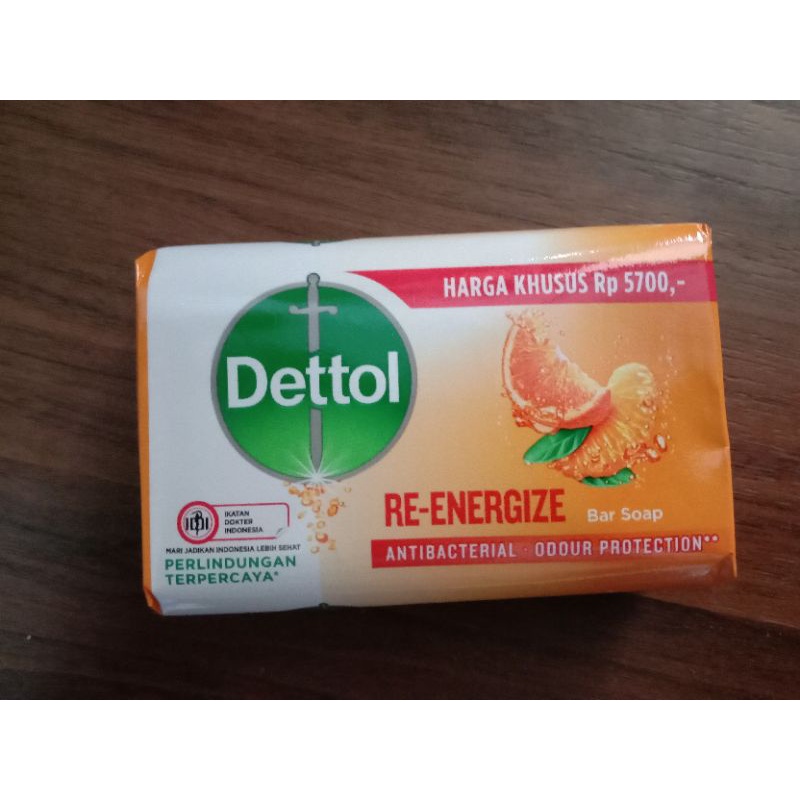 HARGA KHUSUS Rp 5700,-
Dettol
RE-ENERGIZE Bar Soap
ANTIBACTERIAL · ODOUR PROTECTION**
IDI
IKATAN
DOKTER
INDONESIA
MARI JADIKAN INDONESIA LEBIH SEHAT
PERLINDUNGAN
TERPERCAYA*